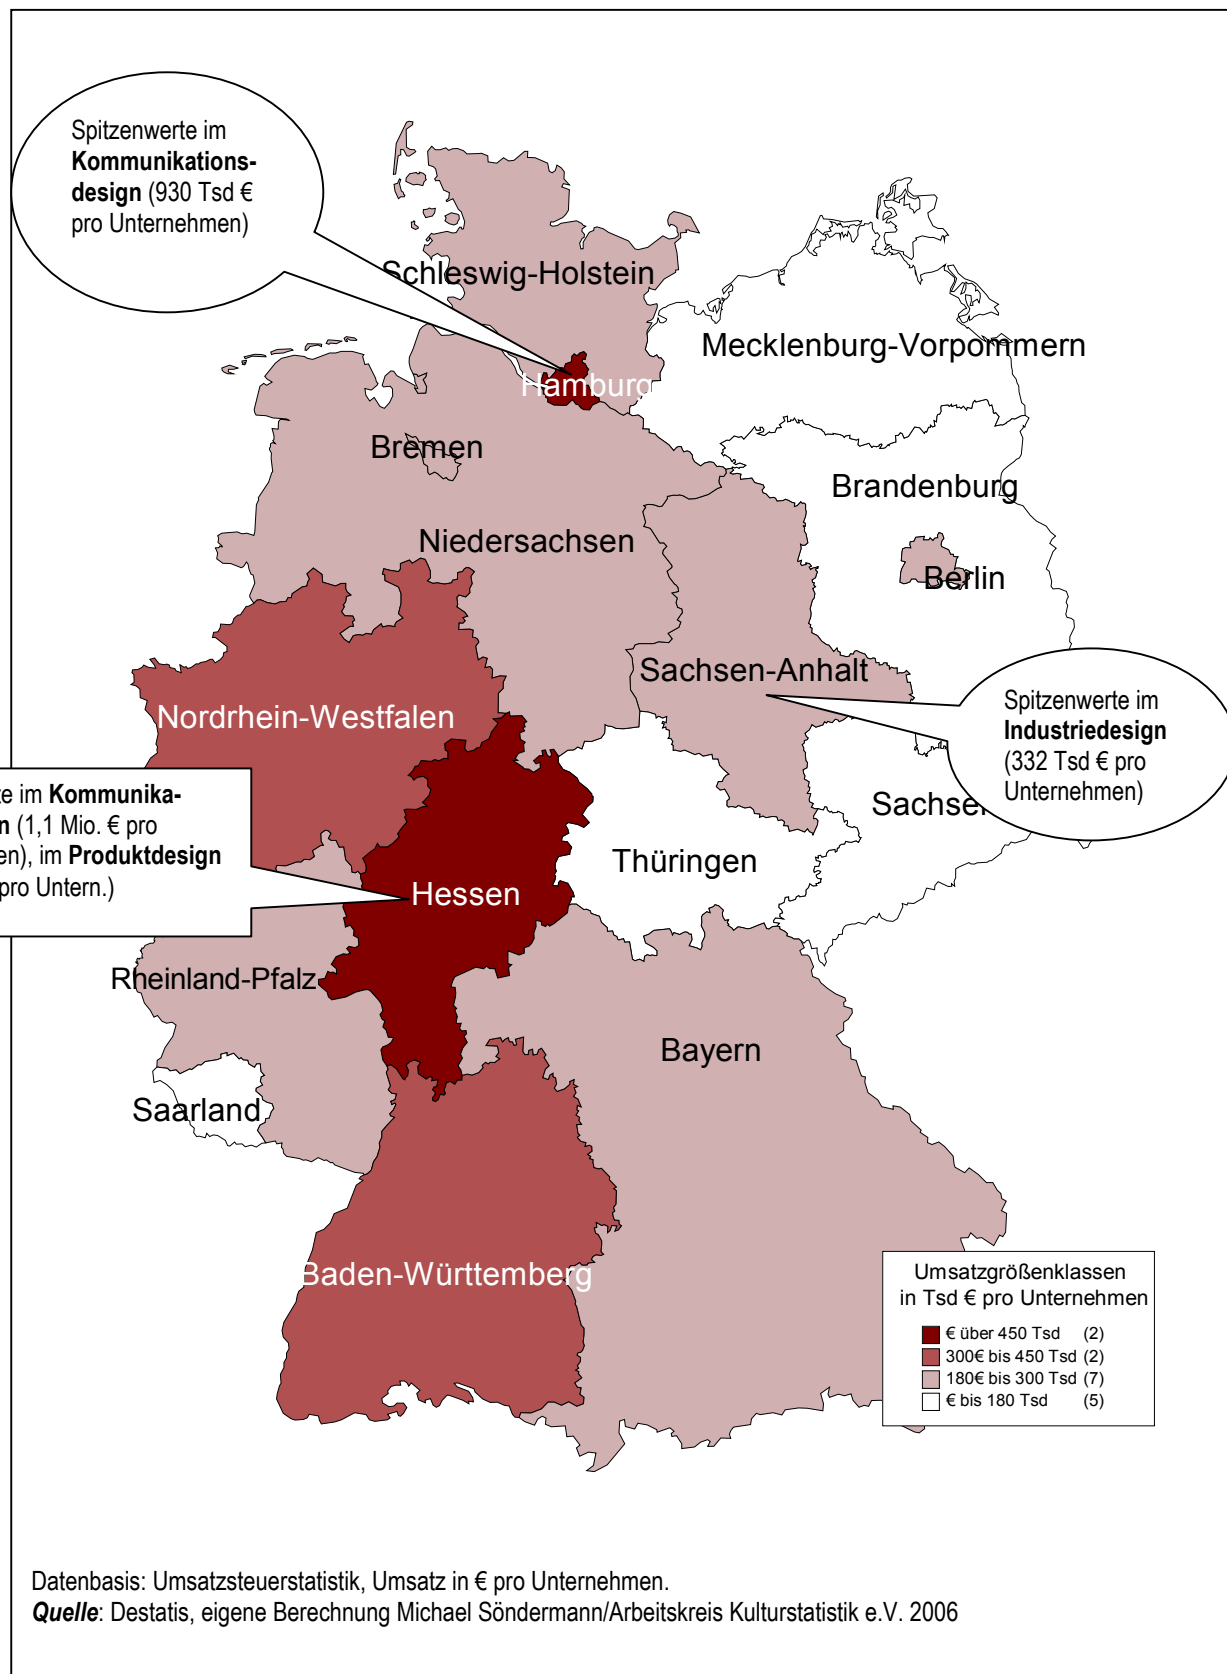 Spitzenwerte im
Kommunikations-
design (930 Tsd €
pro Unternehmen)
Schleswig-Holstein
Mecklenburg-Vorpommern
Hamburg
Bremen
Brandenburg
Niedersachsen
Berlin
Sachsen-Anhalt
Spitzenwerte im
Industriedesign
(332 Tsd € pro
Unternehmen)
Nordrhein-Westfalen
te im Kommunika-
n (1,1 Mio. € pro
en), im Produktdesign
pro Untern.)
Sachsen
Thüringen
Hessen
Rheinland-Pfalz
Bayern
Saarland
Baden-Württemberg
Umsatzgrößenklassen
in Tsd € pro Unternehmen
€ über 450 Tsd (2)
300€ bis 450 Tsd (2)
180€ bis 300 Tsd (7)
€ bis 180 Tsd (5)
Datenbasis: Umsatzsteuerstatistik, Umsatz in € pro Unternehmen.
Quelle: Destatis, eigene Berechnung Michael Söndermann/Arbeitskreis Kulturstatistik e.V. 2006